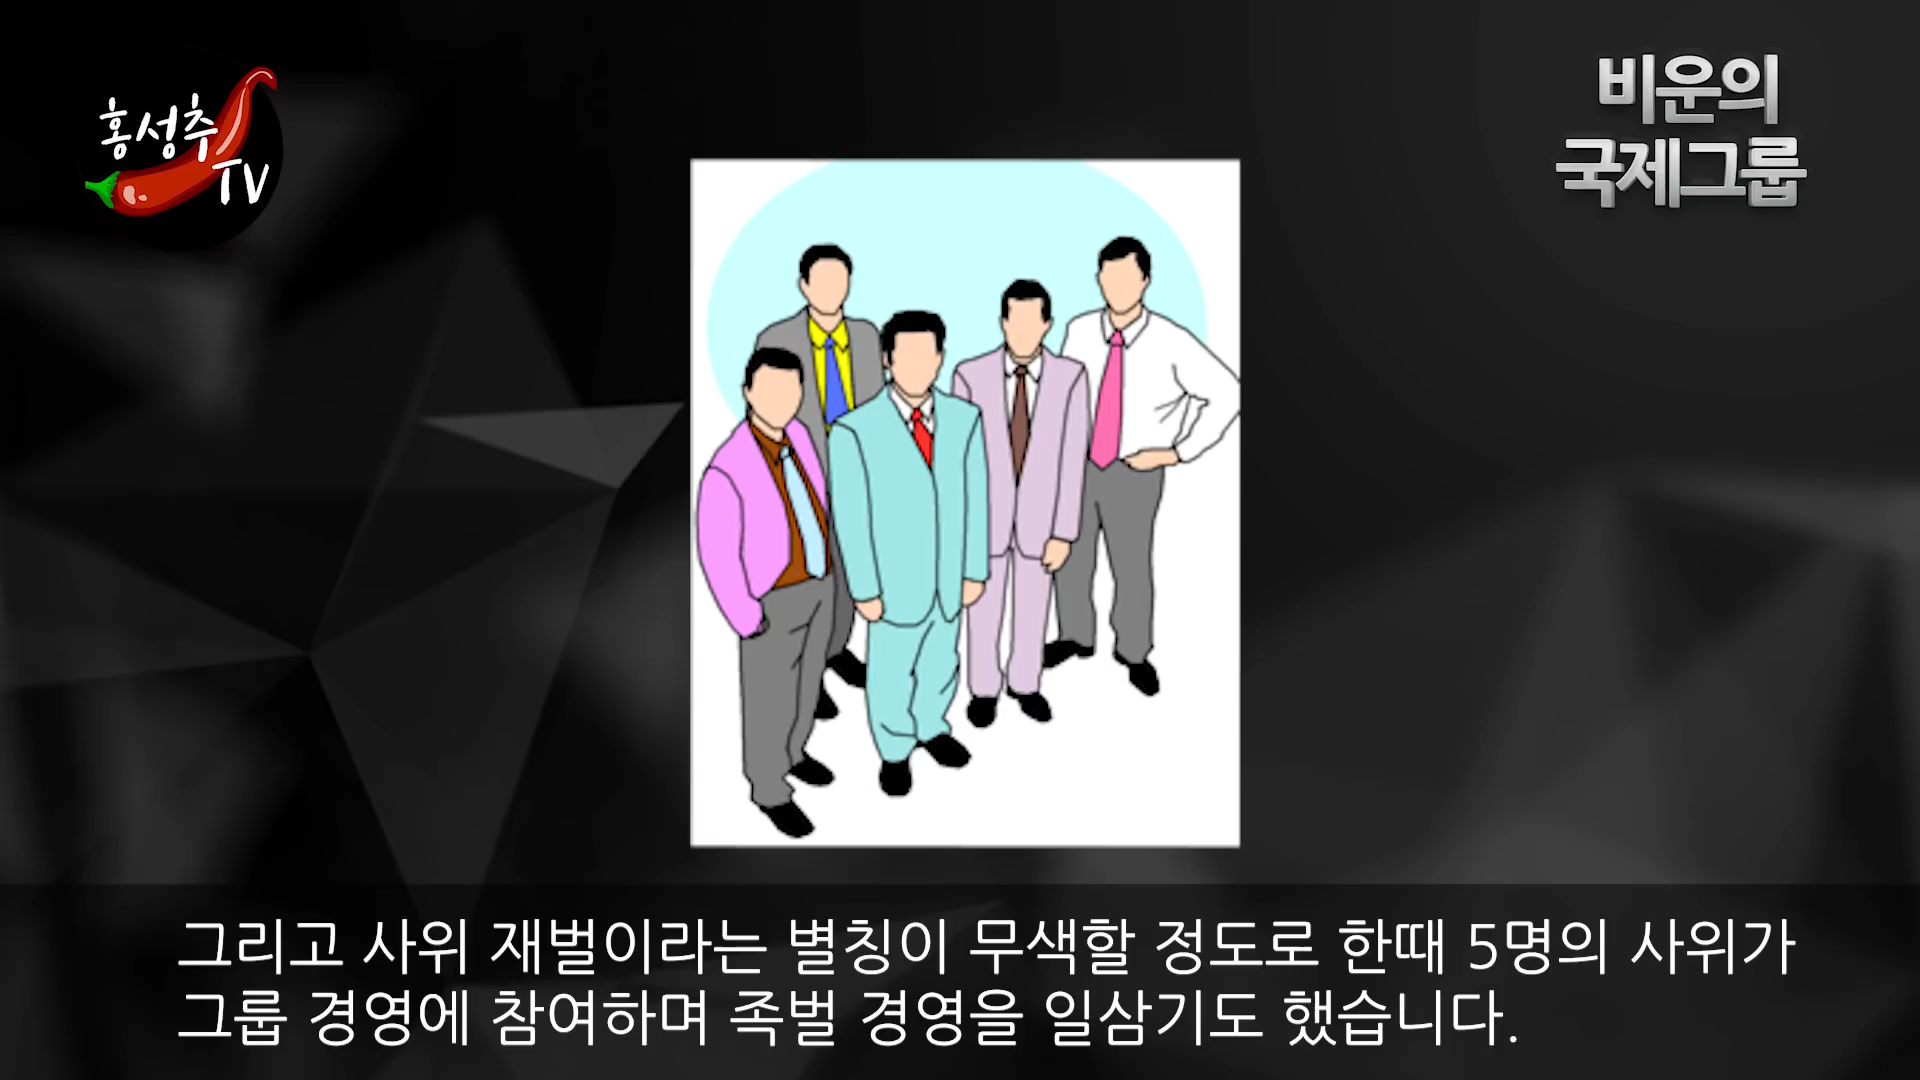 홍성추
TV
비운의
국제그룹
그리고 사위 재벌이라는 별칭이 무색할 정도로 한때 5명의 사위가
그룹 경영에 참여하며 족벌 경영을 일삼기도 했습니다.